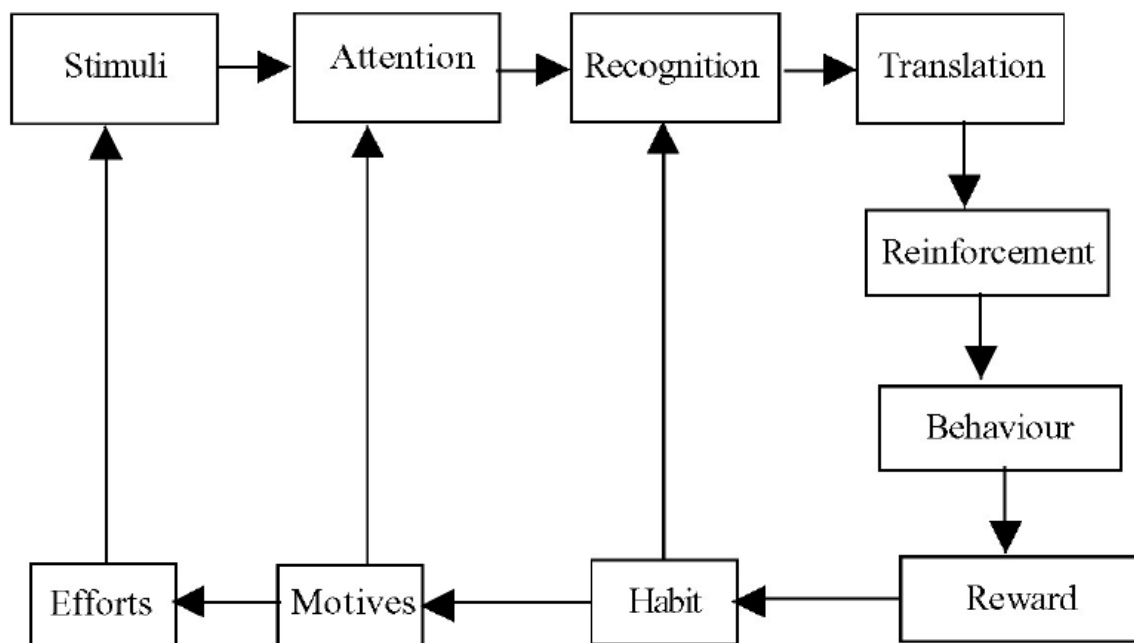 Stimuli
Attention
Recognition
Translation
Reinforcement
Behaviour
Efforts
Motives
Habit
Reward